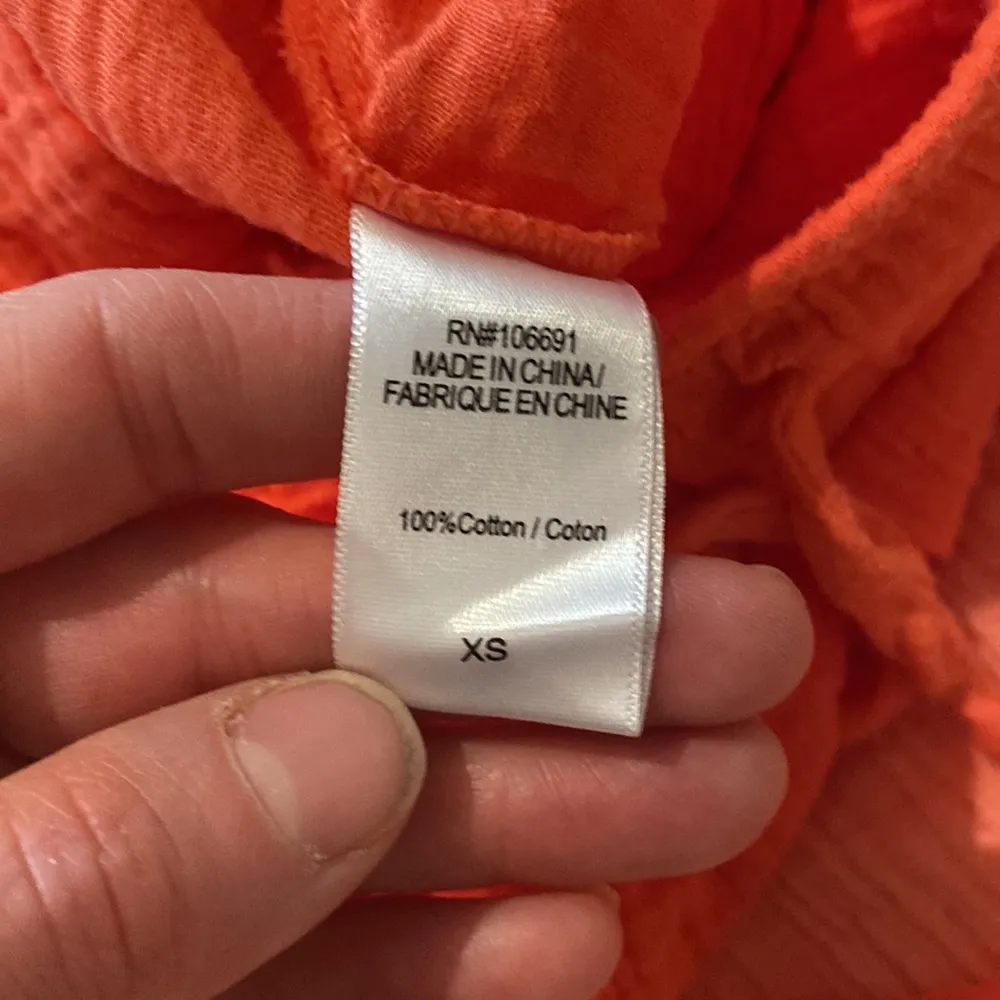 RN#106691
MADE IN CHINA/
FABRIQUE EN CHINE
100%Cotton / Coton
XS